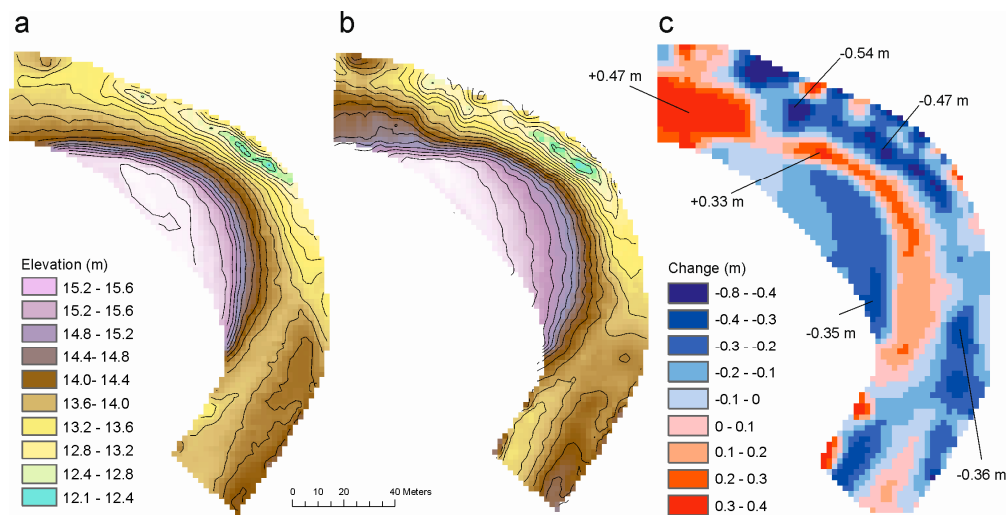 a
b
c
+0.47 m
-0.54 m
-0.47 m
+0.33 m
-0.35 m
-0.36 m
Elevation (m)
15.2 - 15.6
15.2 - 15.6
14.8 - 15.2
14.4- 14.8
14.0- 14.4
13.6- 14.0
13.2 - 13.6
12.8 - 13.2
12.4 - 12.8
12.1 - 12.4
0 10 20 40 Meters
Change (m)
-0.8 - -0.4
-0.4 - -0.3
-0.3 - -0.2
-0.2 - -0.1
-0.1 - 0
0 - 0.1
0.1 - 0.2
0.2 - 0.3
0.3 - 0.4